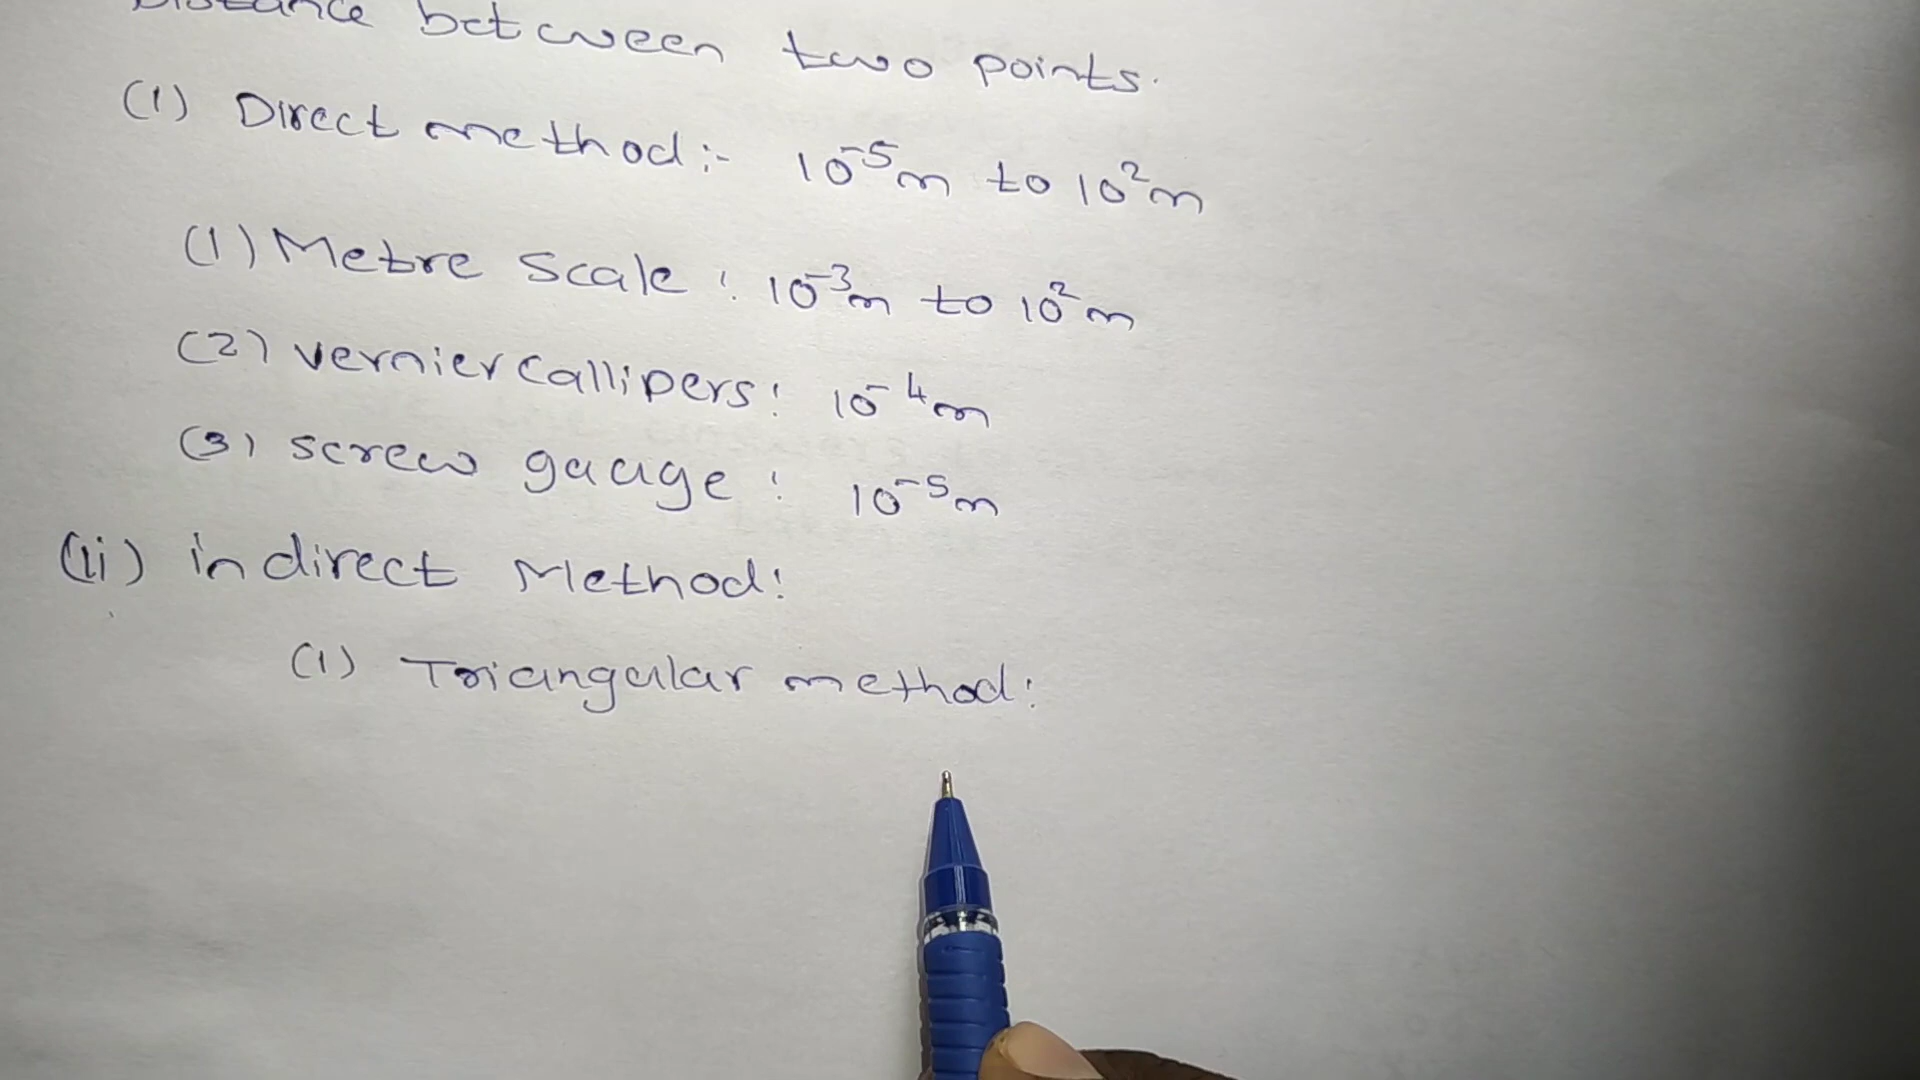 Distance between two points.
(1) Direct method :- 10⁻⁵m to 10²m
(1) Metre Scale : 10⁻³m to 10²m
(2) vernier callipers : 10⁻⁴m
(3) screw gauge : 10⁻⁵m
(ii) indirect Method :
(1) Triangular method :